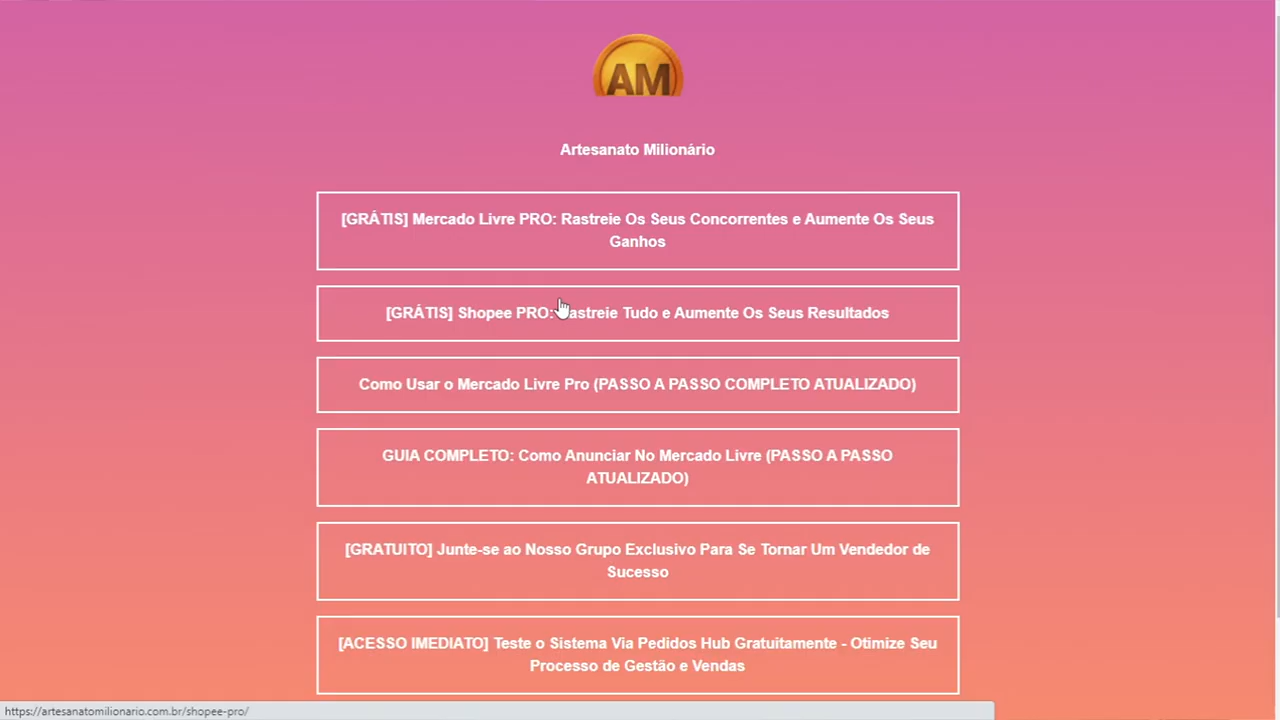 AM
Artesanato Milionário
[GRÁTIS] Mercado Livre PRO: Rastreie Os Seus Concorrentes e Aumente Os Seus
Ganhos
[GRÁTIS] Shopee PRO: Rastreie Tudo e Aumente Os Seus Resultados
Como Usar o Mercado Livre Pro (PASSO A PASSO COMPLETO ATUALIZADO)
GUIA COMPLETO: Como Anunciar No Mercado Livre (PASSO A PASSO
ATUALIZADO)
[GRATUITO] Junte-se ao Nosso Grupo Exclusivo Para Se Tornar Um Vendedor de
Sucesso
[ACESSO IMEDIATO] Teste o Sistema Via Pedidos Hub Gratuitamente - Otimize Seu
Processo de Gestão e Vendas
https://artesanatomilionario.com.br/shopee-pro/